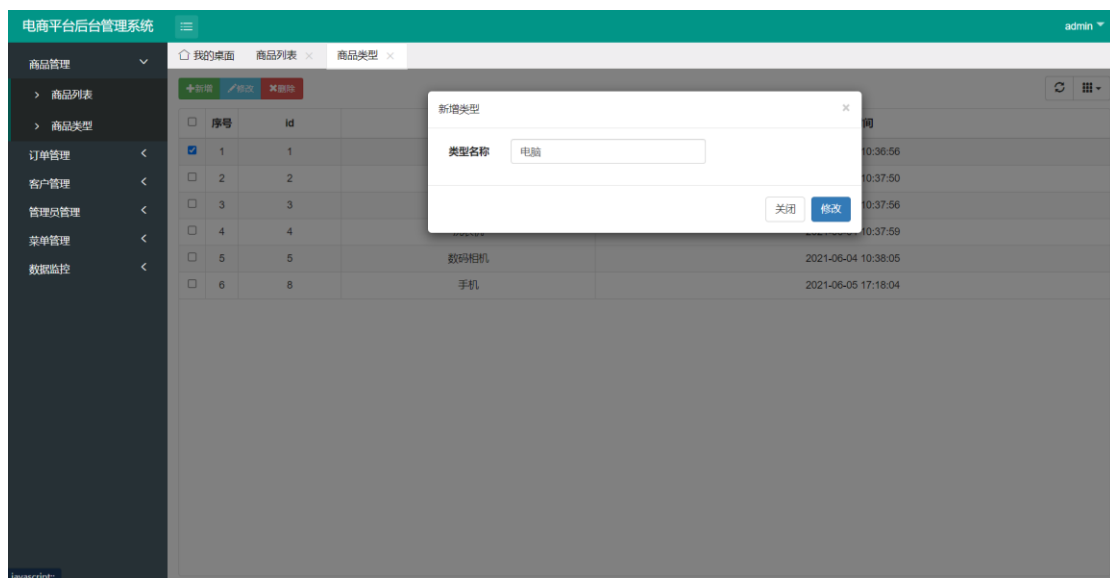 电商平台后台管理系统
admin
我的桌面 商品列表 商品类型
商品管理
商品列表
商品类型
订单管理
客户管理
管理员管理
菜单管理
数据监控
新增 修改 删除
序号 id 间
1 1 10:36:56
2 2 10:37:50
3 3 10:37:56
4 4 10:37:59
5 5 数码相机 2021-06-04 10:38:05
6 8 手机 2021-06-05 17:18:04
新增类型
类型名称 电脑
关闭 修改
javascript:;